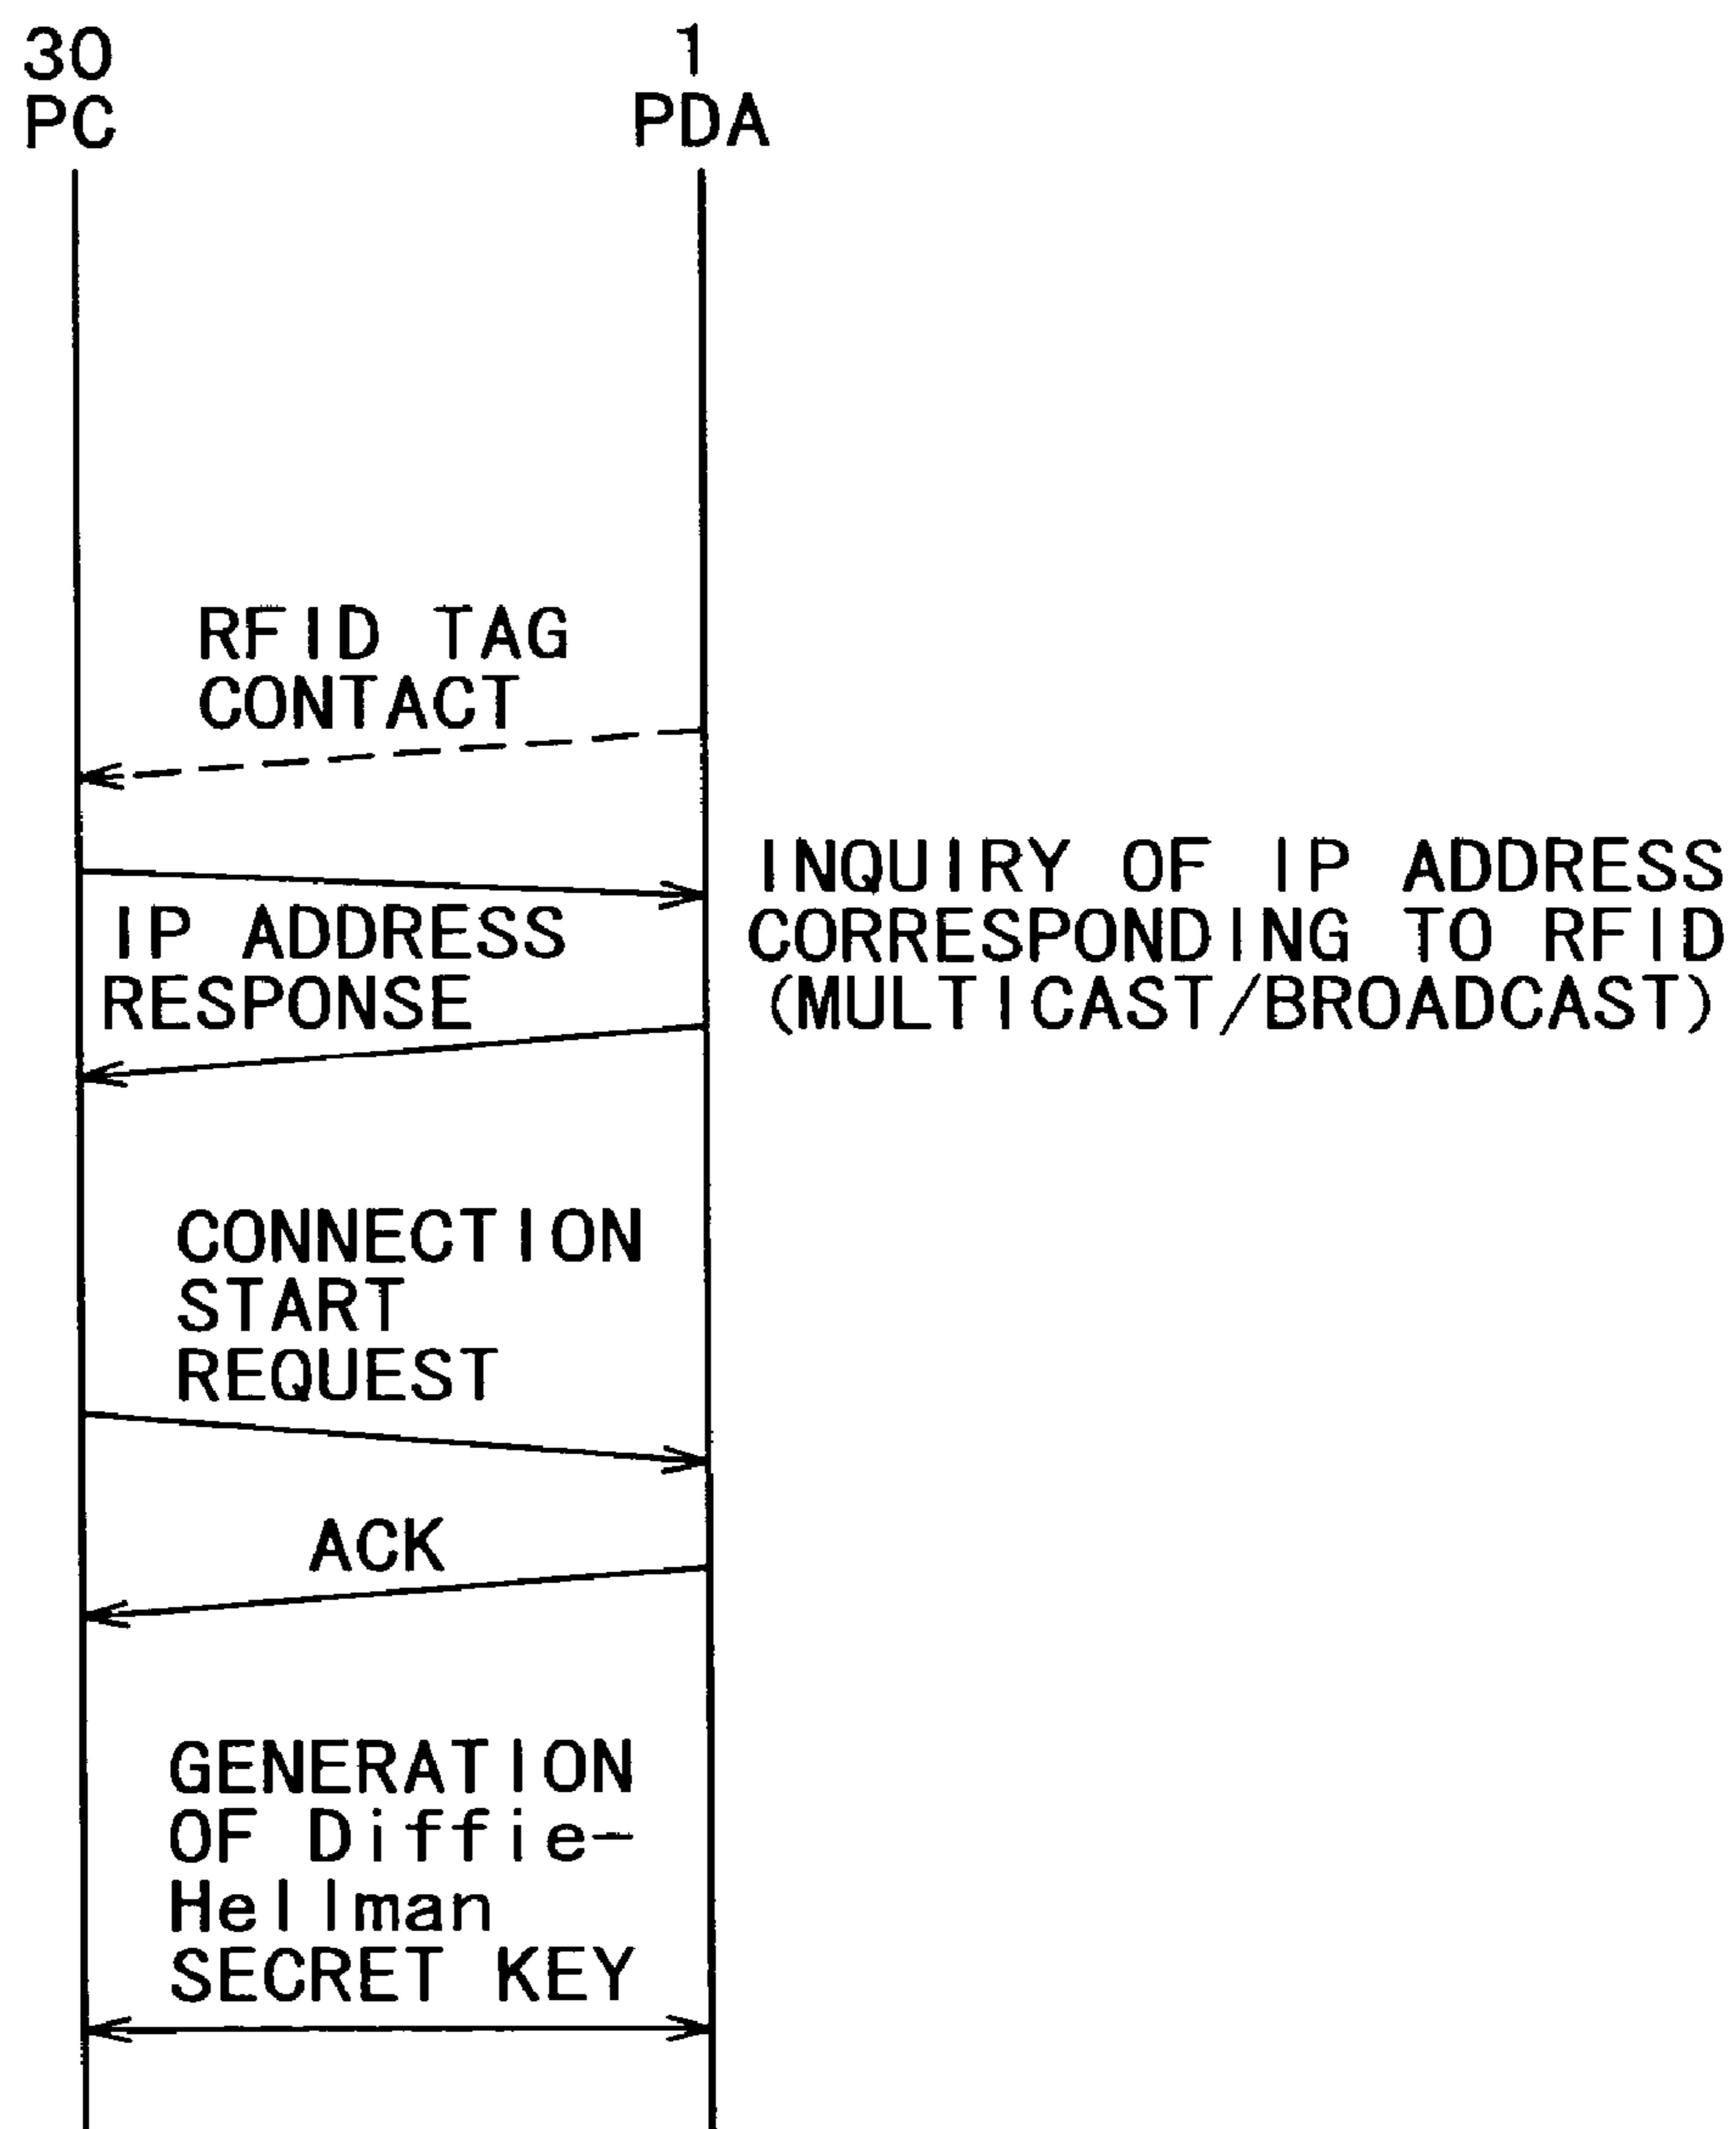 30
PC
1
PDA
RFID TAG
CONTACT
INQUIRY OF IP ADDRESS
CORRESPONDING TO RFID
(MULTICAST/BROADCAST)
IP ADDRESS
RESPONSE
CONNECTION
START
REQUEST
ACK
GENERATION
OF Diffie-
Hellman
SECRET KEY